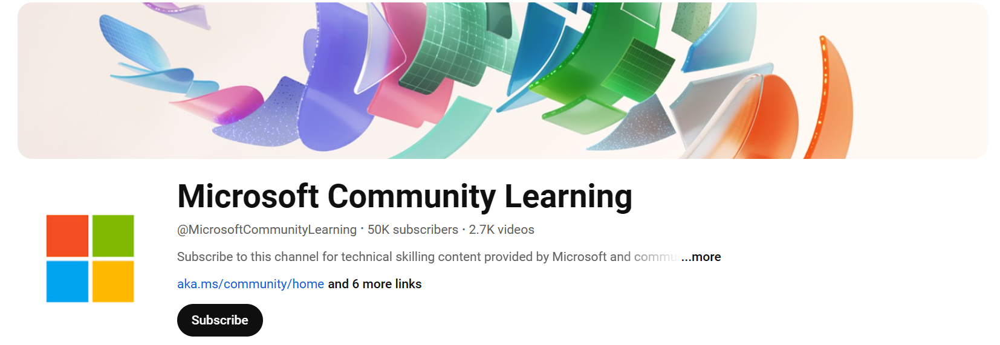 Microsoft Community Learning
@MicrosoftCommunityLearning · 50K subscribers · 2.7K videos
Subscribe to this channel for technical skilling content provided by Microsoft and ...more
aka.ms/community/home and 6 more links
Subscribe